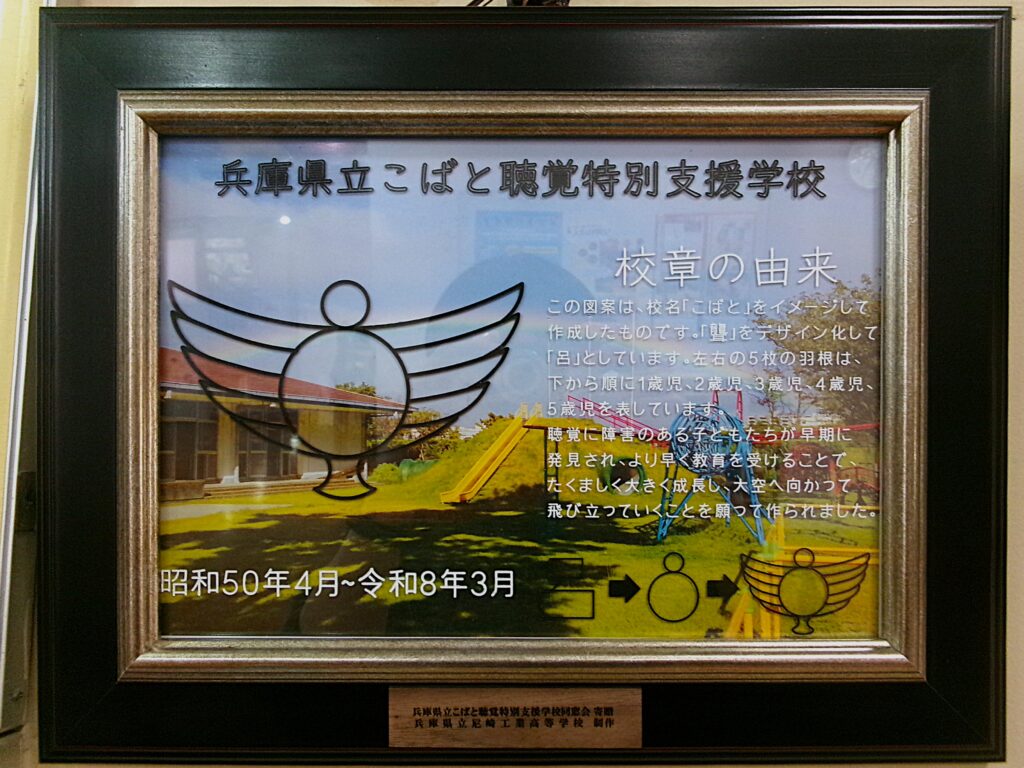 兵庫県立こばと聴覚特別支援学校
校章の由来
この図案は、校名「こばと」をイメージして
作成したものです。「聾」をデザイン化して
「呂」としています。左右の5枚の羽根は、
下から順に1歳児、2歳児、3歳児、4歳児、
5歳児を表しています。
聴覚に障害のある子どもたちが早期に
発見され、より早く教育を受けることで、
たくましく大きく成長し、大空へ向かって
飛び立っていくことを願って作られました。
昭和50年4月~令和8年3月
兵庫県立こばと聴覚特別支援学校同窓会 寄贈
兵庫県立尼崎工業高等学校 制作